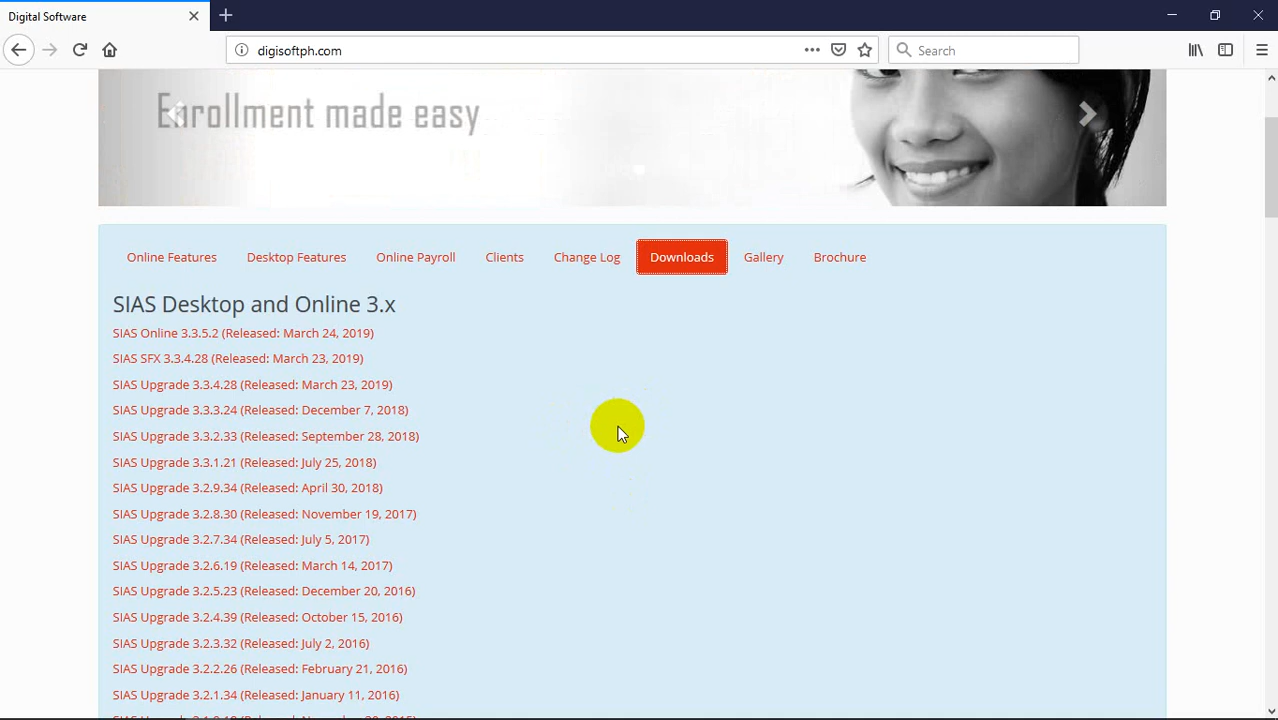 Digital Software
digisoftph.com
Search
Enrollment made easy
Online Features Desktop Features Online Payroll Clients Change Log Downloads Gallery Brochure
SIAS Desktop and Online 3.x
SIAS Online 3.3.5.2 (Released: March 24, 2019)
SIAS SFX 3.3.4.28 (Released: March 23, 2019)
SIAS Upgrade 3.3.4.28 (Released: March 23, 2019)
SIAS Upgrade 3.3.3.24 (Released: December 7, 2018)
SIAS Upgrade 3.3.2.33 (Released: September 28, 2018)
SIAS Upgrade 3.3.1.21 (Released: July 25, 2018)
SIAS Upgrade 3.2.9.34 (Released: April 30, 2018)
SIAS Upgrade 3.2.8.30 (Released: November 19, 2017)
SIAS Upgrade 3.2.7.34 (Released: July 5, 2017)
SIAS Upgrade 3.2.6.19 (Released: March 14, 2017)
SIAS Upgrade 3.2.5.23 (Released: December 20, 2016)
SIAS Upgrade 3.2.4.39 (Released: October 15, 2016)
SIAS Upgrade 3.2.3.32 (Released: July 2, 2016)
SIAS Upgrade 3.2.2.26 (Released: February 21, 2016)
SIAS Upgrade 3.2.1.34 (Released: January 11, 2016)